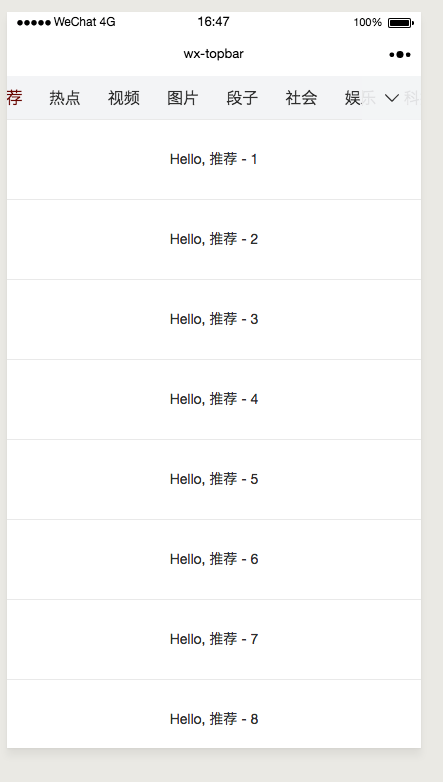 WeChat 4G 16:47 100%
wx-topbar
荐 热点 视频 图片 段子 社会 娱乐 科
Hello, 推荐 - 1
Hello, 推荐 - 2
Hello, 推荐 - 3
Hello, 推荐 - 4
Hello, 推荐 - 5
Hello, 推荐 - 6
Hello, 推荐 - 7
Hello, 推荐 - 8